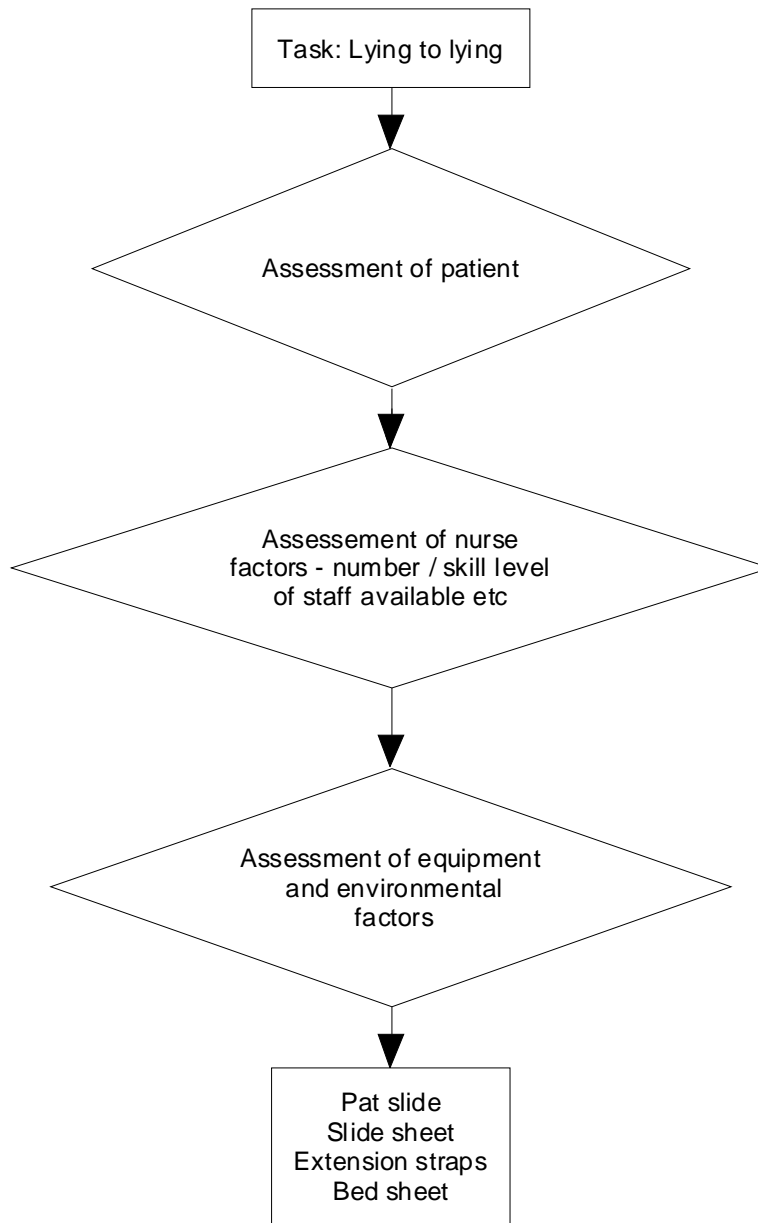 Task: Lying to lying
Assessment of patient
Assessement of nurse
factors - number / skill level
of staff available etc
Assessment of equipment
and environmental
factors
Pat slide
Slide sheet
Extension straps
Bed sheet